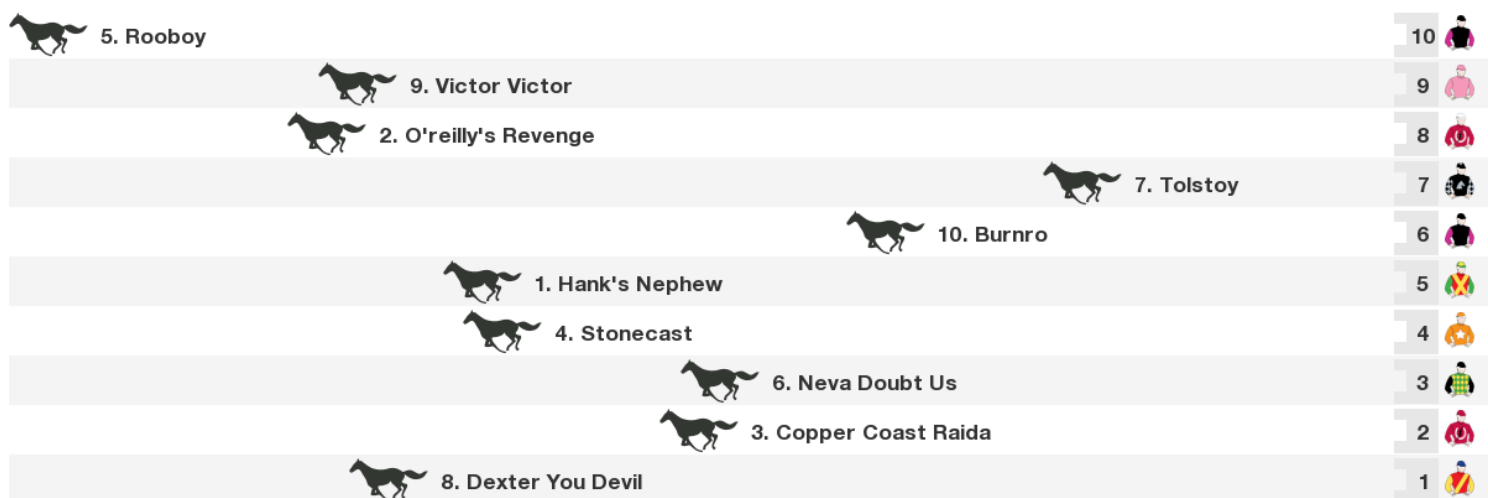 5. Rooboy 10
9. Victor Victor 9
2. O'reilly's Revenge 8
7. Tolstoy 7
10. Burnro 6
1. Hank's Nephew 5
4. Stonecast 4
6. Neva Doubt Us 3
3. Copper Coast Raida 2
8. Dexter You Devil 1